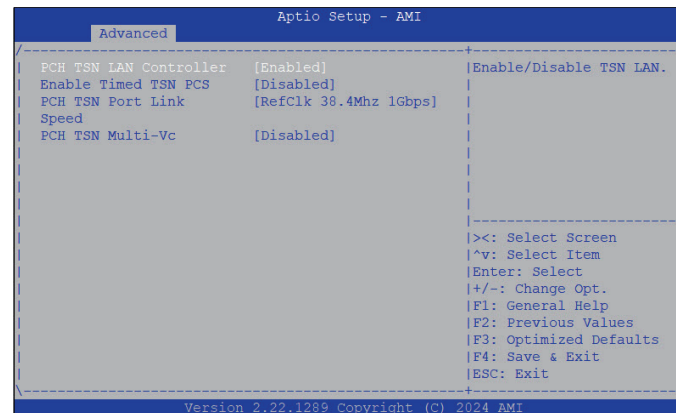 Aptio Setup - AMI
Advanced
PCH TSN LAN Controller [Enabled] |Enable/Disable TSN LAN.
Enable Timed TSN PCS [Disabled]
PCH TSN Port Link [RefClk 38.4Mhz 1Gbps]
Speed
PCH TSN Multi-Vc [Disabled]
|><: Select Screen
|^v: Select Item
|Enter: Select
|+/-: Change Opt.
|F1: General Help
|F2: Previous Values
|F3: Optimized Defaults
|F4: Save & Exit
|ESC: Exit
Version 2.22.1289 Copyright (C) 2024 AMI